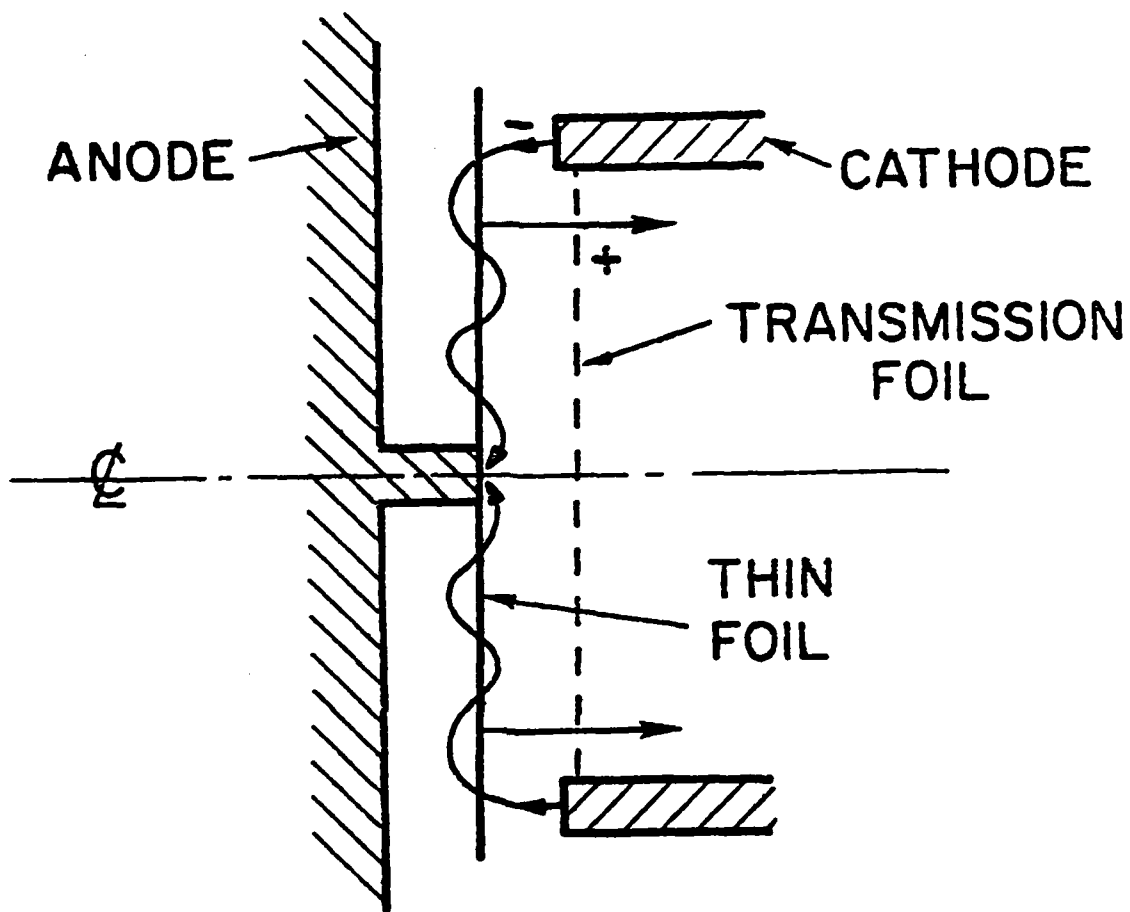 -
ANODE
CATHODE
+
TRANSMISSION
FOIL
℄
THIN
FOIL